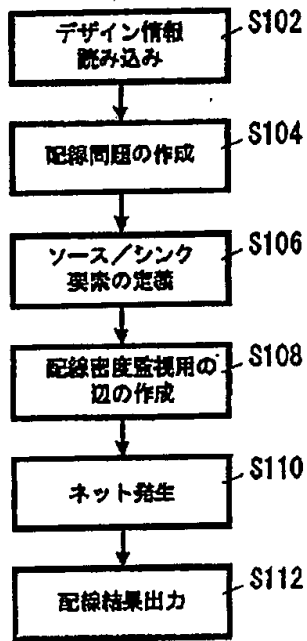 デザイン情報
読み込み
S102
配線問題の作成
S104
ソース/シンク
要素の定義
S106
配線密度監視用の
辺の作成
S108
ネット発生
S110
配線結果出力
S112